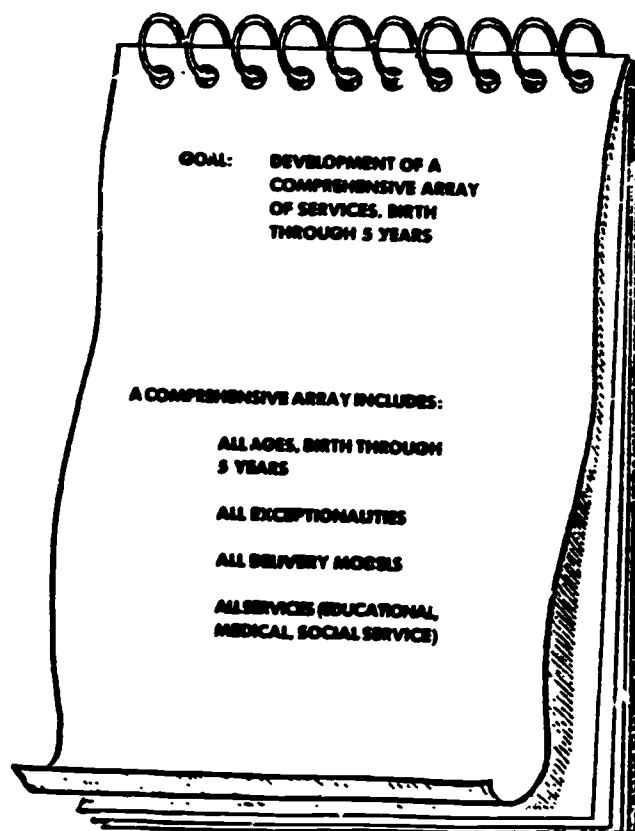 GOAL: DEVELOPMENT OF A
COMPREHENSIVE ARRAY
OF SERVICES, BIRTH
THROUGH 5 YEARS
A COMPREHENSIVE ARRAY INCLUDES:
ALL AGES, BIRTH THROUGH
5 YEARS
ALL EXCEPTIONALITIES
ALL DELIVERY MODELS
ALL SERVICES (EDUCATIONAL,
MEDICAL, SOCIAL SERVICE)